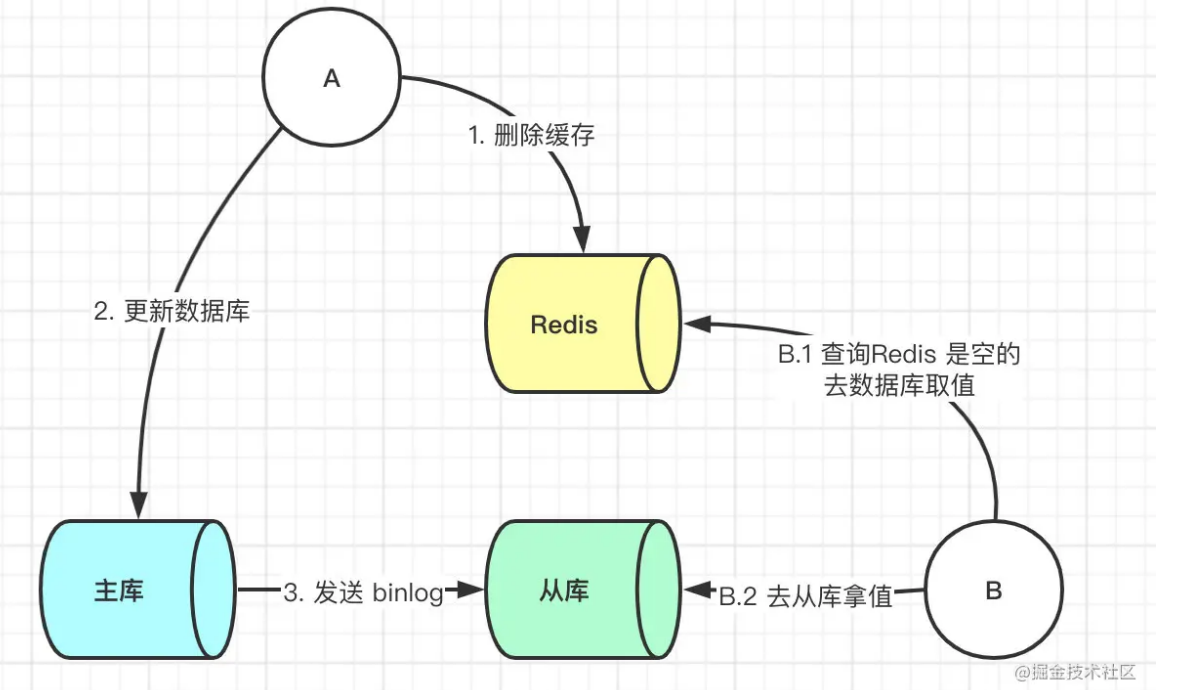 A
1. 删除缓存
2. 更新数据库
Redis
B.1 查询Redis 是空的
去数据库取值
主库
3. 发送 binlog
从库
B.2 去从库拿值
B
@掘金技术社区